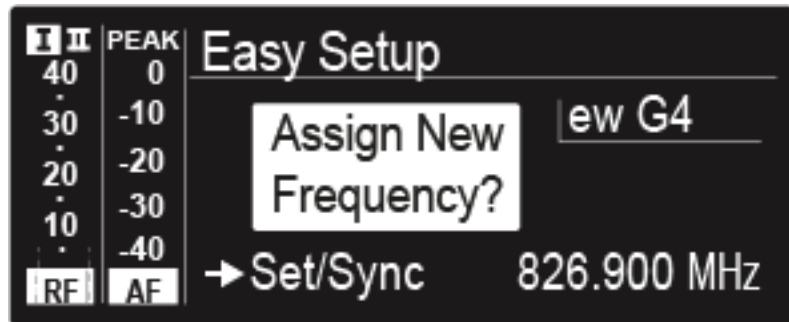 I II PEAK Easy Setup
40 0
30 -10 ew G4
20 -20 Assign New
10 -30 Frequency?
-40
RF AF Set/Sync 826.900 MHz